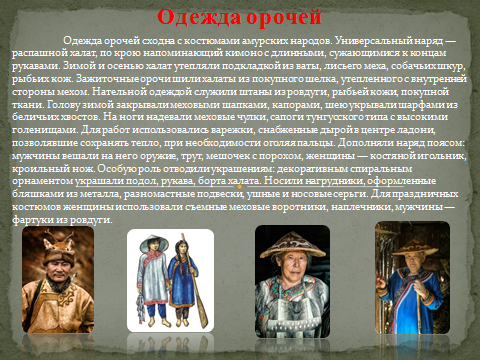 Одежда орочей
Одежда орочей сходна с костюмами амурских народов. Универсальный наряд —
распашной халат, по крою напоминающий кимоно с длинными, сужающимися к концам
рукавами. Зимой и осенью халат утепляли подкладкой из ваты, лисьего меха, собачьих шкур,
рыбьих кож. Зажиточные орочи шили халаты из покупного шелка, утепленного с внутренней
стороны мехом. Нательной одеждой служили штаны из ровдуги, рыбьей кожи, покупной
ткани. Голову зимой закрывали меховыми шапками, капорами, шею укрывали шарфами из
беличьих хвостов. На ноги надевали меховые чулки, сапоги тунгусского типа с высокими
голенищами. Для работ использовались варежки, снабженные дырой в центре ладони,
позволявшие сохранять тепло, при необходимости оголяя пальцы. Дополняли наряд поясом:
мужчины вешали на него оружие, трут, мешочек с порохом, женщины — костяной игольник,
кроильный нож. Особую роль отводили украшениям: декоративным спиральным
орнаментом украшали подол, рукава, борта халата. Носили нагрудники, оформленные
бляшками из металла, разномастные подвески, ушные и носовые серьги. Для праздничных
костюмов женщины использовали съемные меховые воротники, наплечники, мужчины —
фартуки из ровдуги.